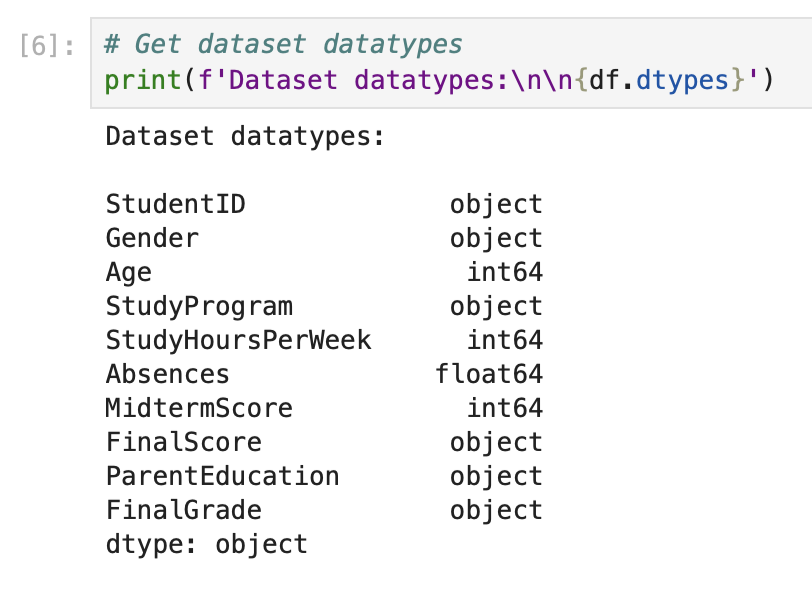 [6]: # Get dataset datatypes
print(f'Dataset datatypes:\n\n{df.dtypes}')
Dataset datatypes:
StudentID object
Gender object
Age int64
StudyProgram object
StudyHoursPerWeek int64
Absences float64
MidtermScore int64
FinalScore object
ParentEducation object
FinalGrade object
dtype: object